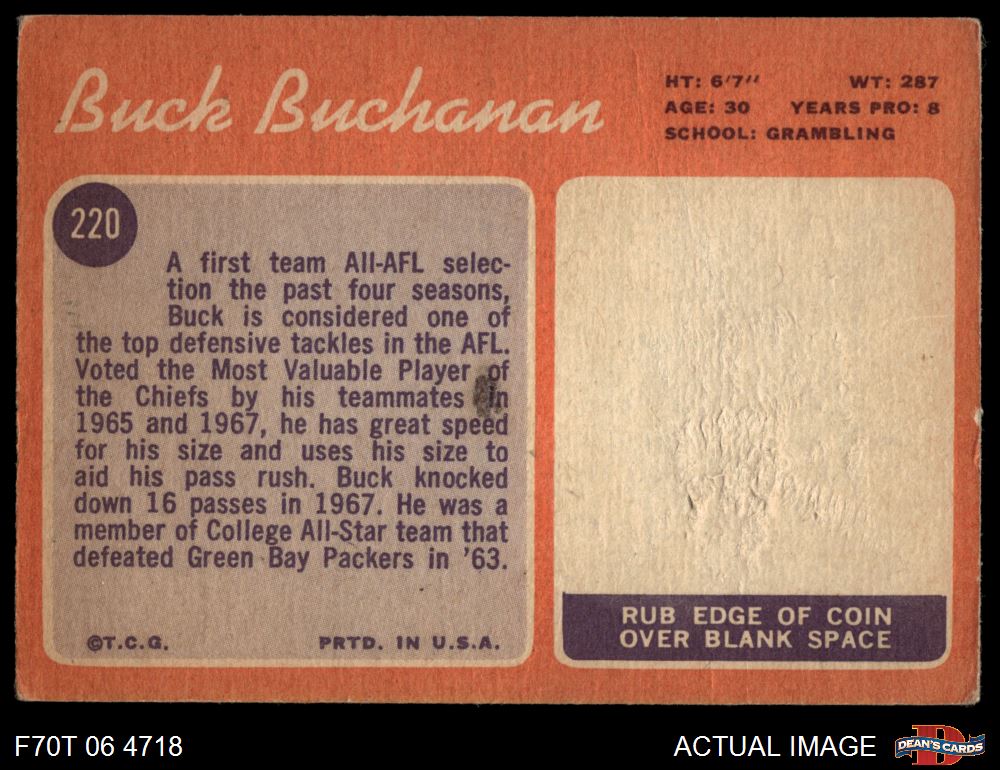 Buck Buchanan
HT: 6'7" WT: 287
AGE: 30 YEARS PRO: 8
SCHOOL: GRAMBLING
220
A first team All-AFL selec-
tion the past four seasons,
Buck is considered one of
the top defensive tackles in the AFL.
Voted the Most Valuable Player of
the Chiefs by his teammates in
1965 and 1967, he has great speed
for his size and uses his size to
aid his pass rush. Buck knocked
down 16 passes in 1967. He was a
member of College All-Star team that
defeated Green Bay Packers in '63.
©T.C.G. PRTD. IN U.S.A.
RUB EDGE OF COIN
OVER BLANK SPACE
F70T 06 4718
ACTUAL IMAGE
D
DEAN'S CARDS